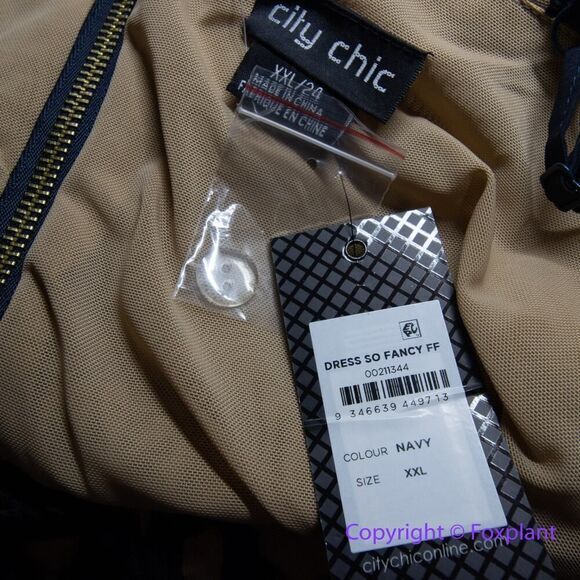 city chic
XXL/24
MADE IN CHINA
FABRIQUE EN CHINE
DRESS SO FANCY FF
00211344
9 346639 449713
COLOUR NAVY
SIZE XXL
Copyright © Foxplant
citychiconline.com